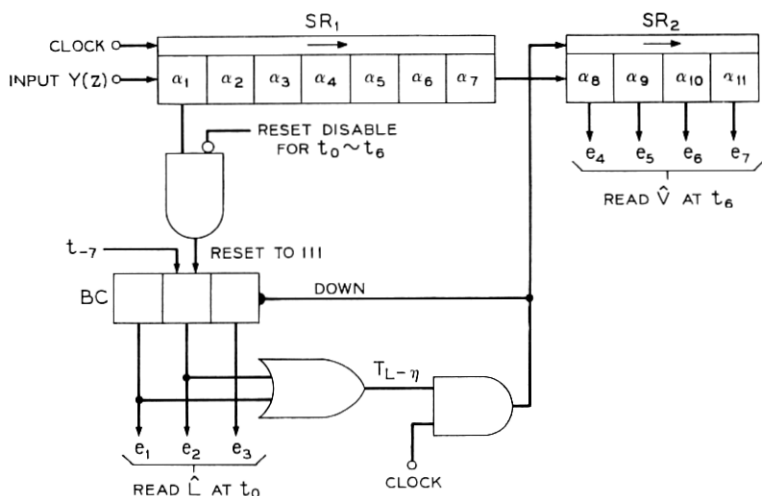 SR₁
SR₂
CLOCK
INPUT Y(Z)
α₁ α₂ α₃ α₄ α₅ α₆ α₇
α₈ α₉ α₁₀ α₁₁
RESET DISABLE
FOR t₀~t₆
e₄ e₅ e₆ e₇
READ V̂ AT t₆
t₋₇
RESET TO III
BC
DOWN
T_{L-η}
e₁ e₂ e₃
READ L̂ AT t₀
CLOCK